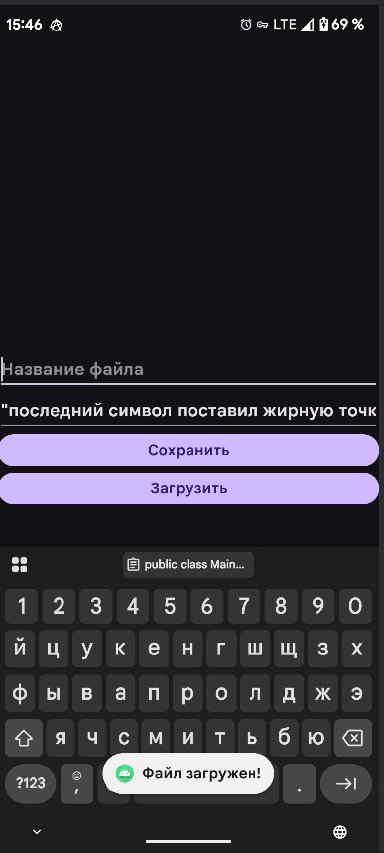 15:46 LTE 69 %
Название файла
"последний символ поставил жирную точк
Сохранить
Загрузить
public class Main...
1 2 3 4 5 6 7 8 9 0
й ц у к е н г ш щ з х
ф ы в а п р о л д ж э
я ч с м и т ь б ю
?123 , .
Файл загружен!